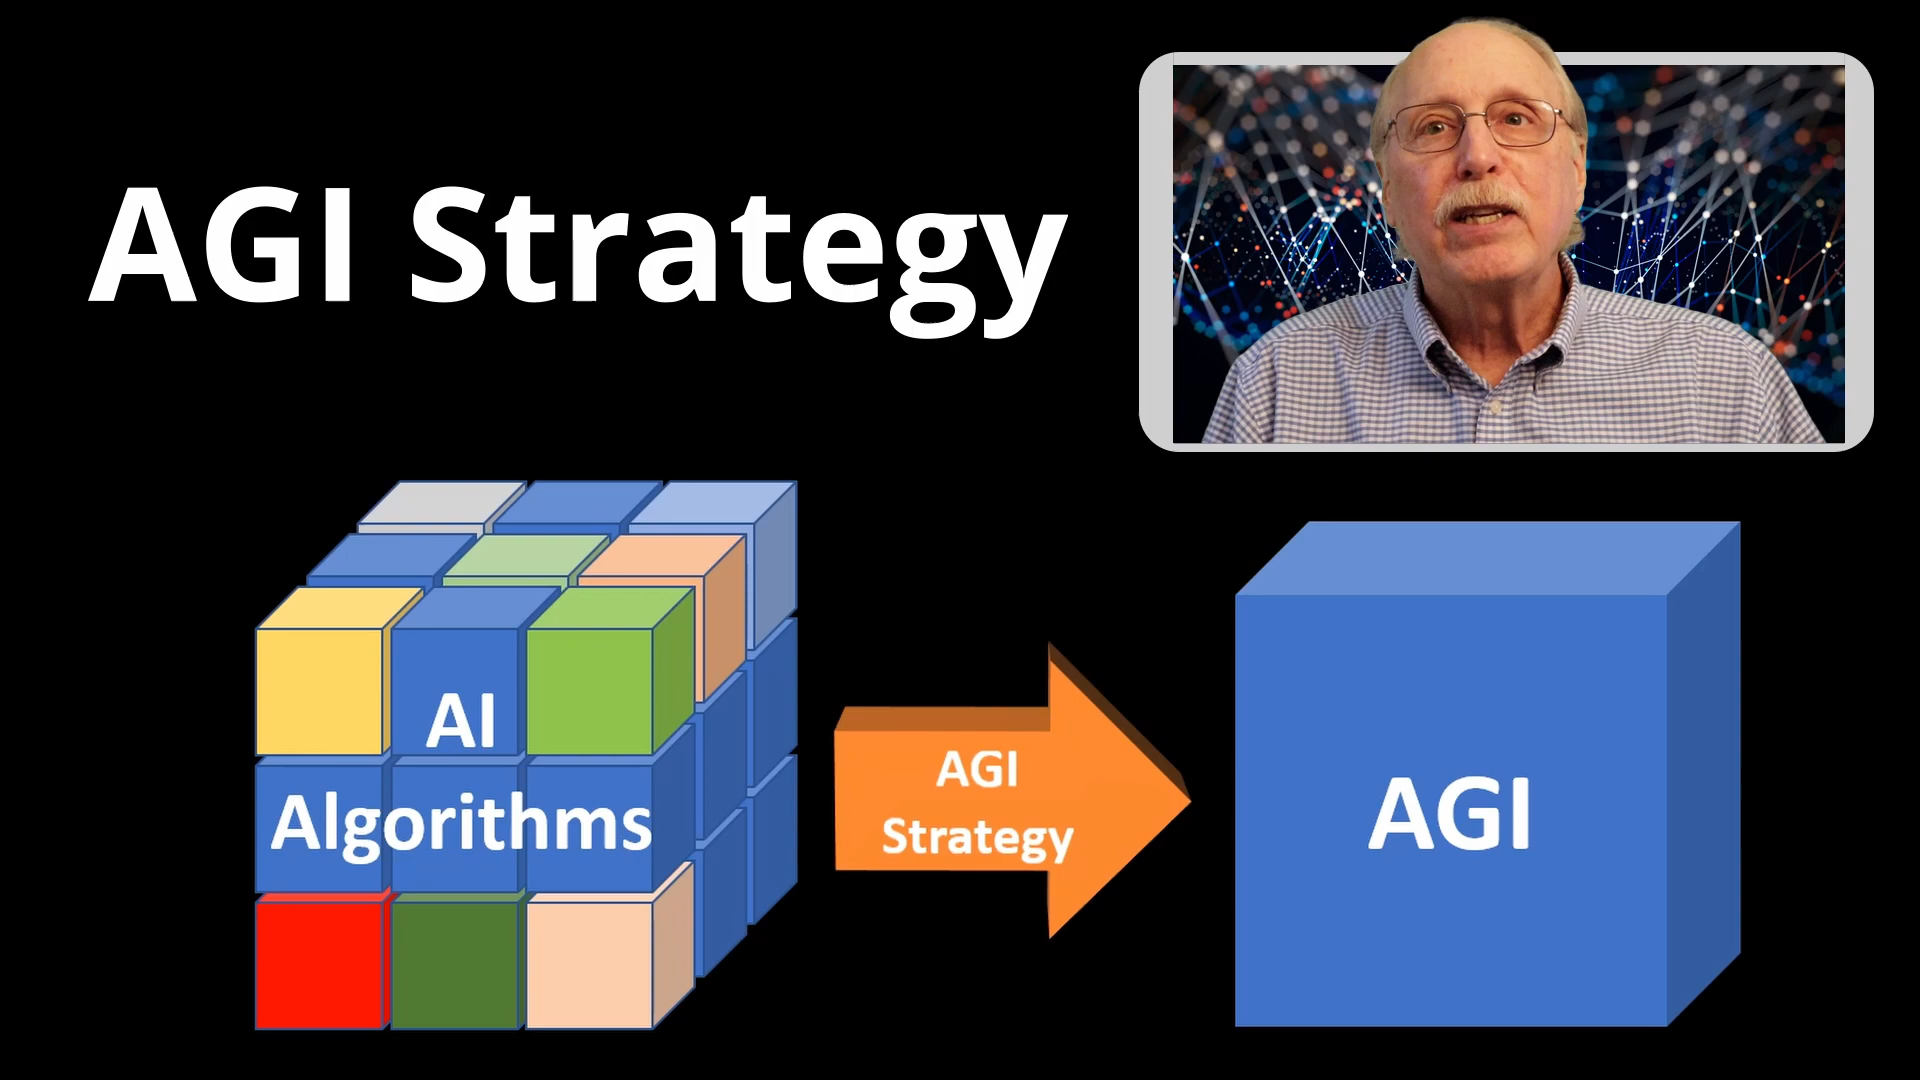 AGI Strategy
AI
Algorithms
AGI
Strategy
AGI